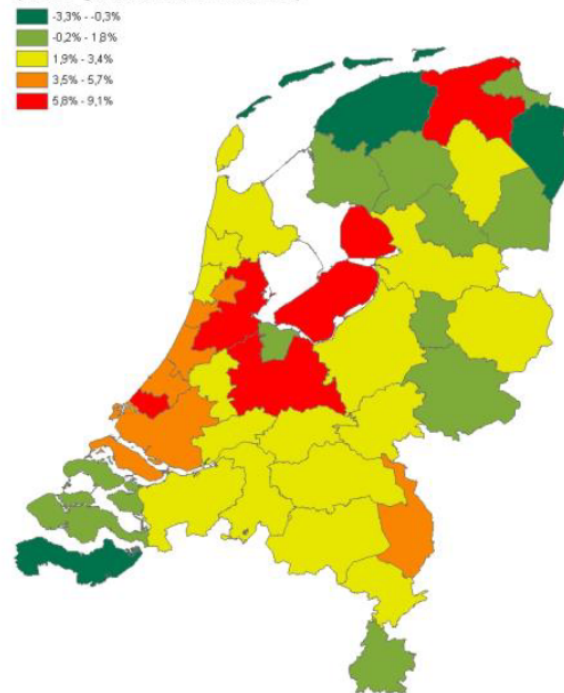 -3,3% - -0,3%
-0,2% - 1,8%
1,9% - 3,4%
3,5% - 5,7%
5,8% - 9,1%